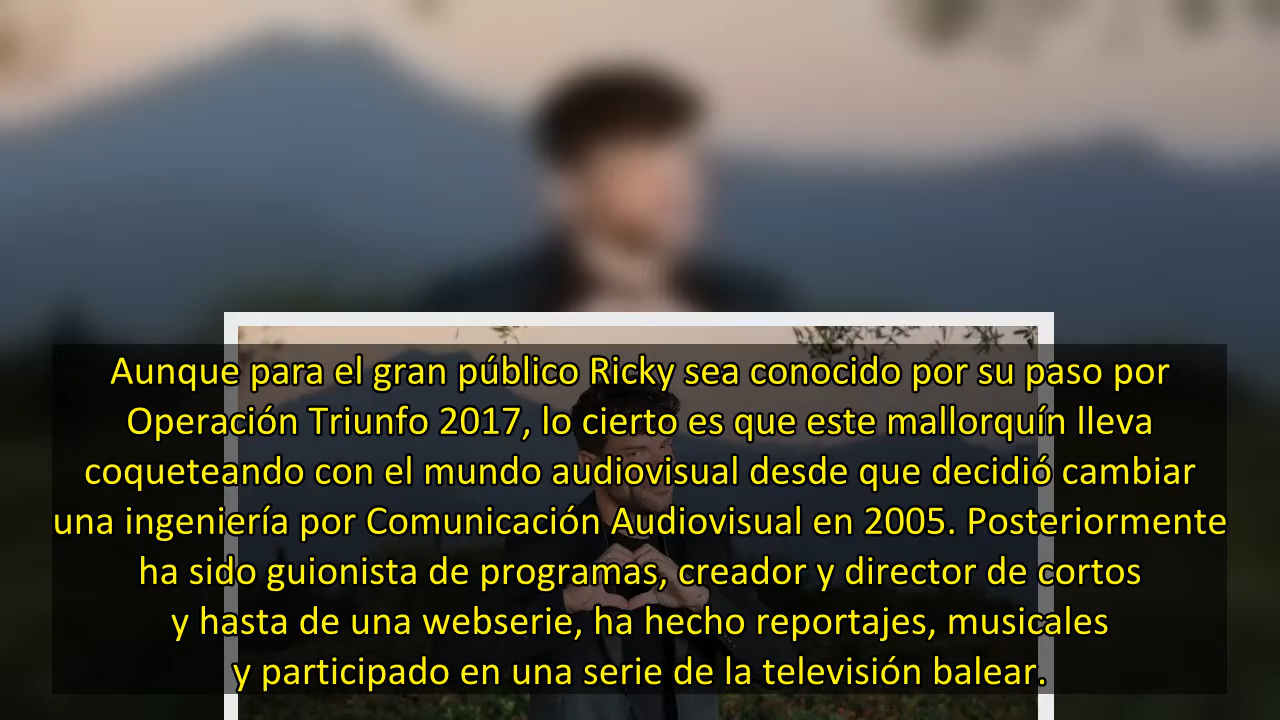 Aunque para el gran público Ricky sea conocido por su paso por
Operación Triunfo 2017, lo cierto es que este mallorquín lleva
coqueteando con el mundo audiovisual desde que decidió cambiar
una ingeniería por Comunicación Audiovisual en 2005. Posteriormente
ha sido guionista de programas, creador y director de cortos
y hasta de una webserie, ha hecho reportajes, musicales
y participado en una serie de la televisión balear.